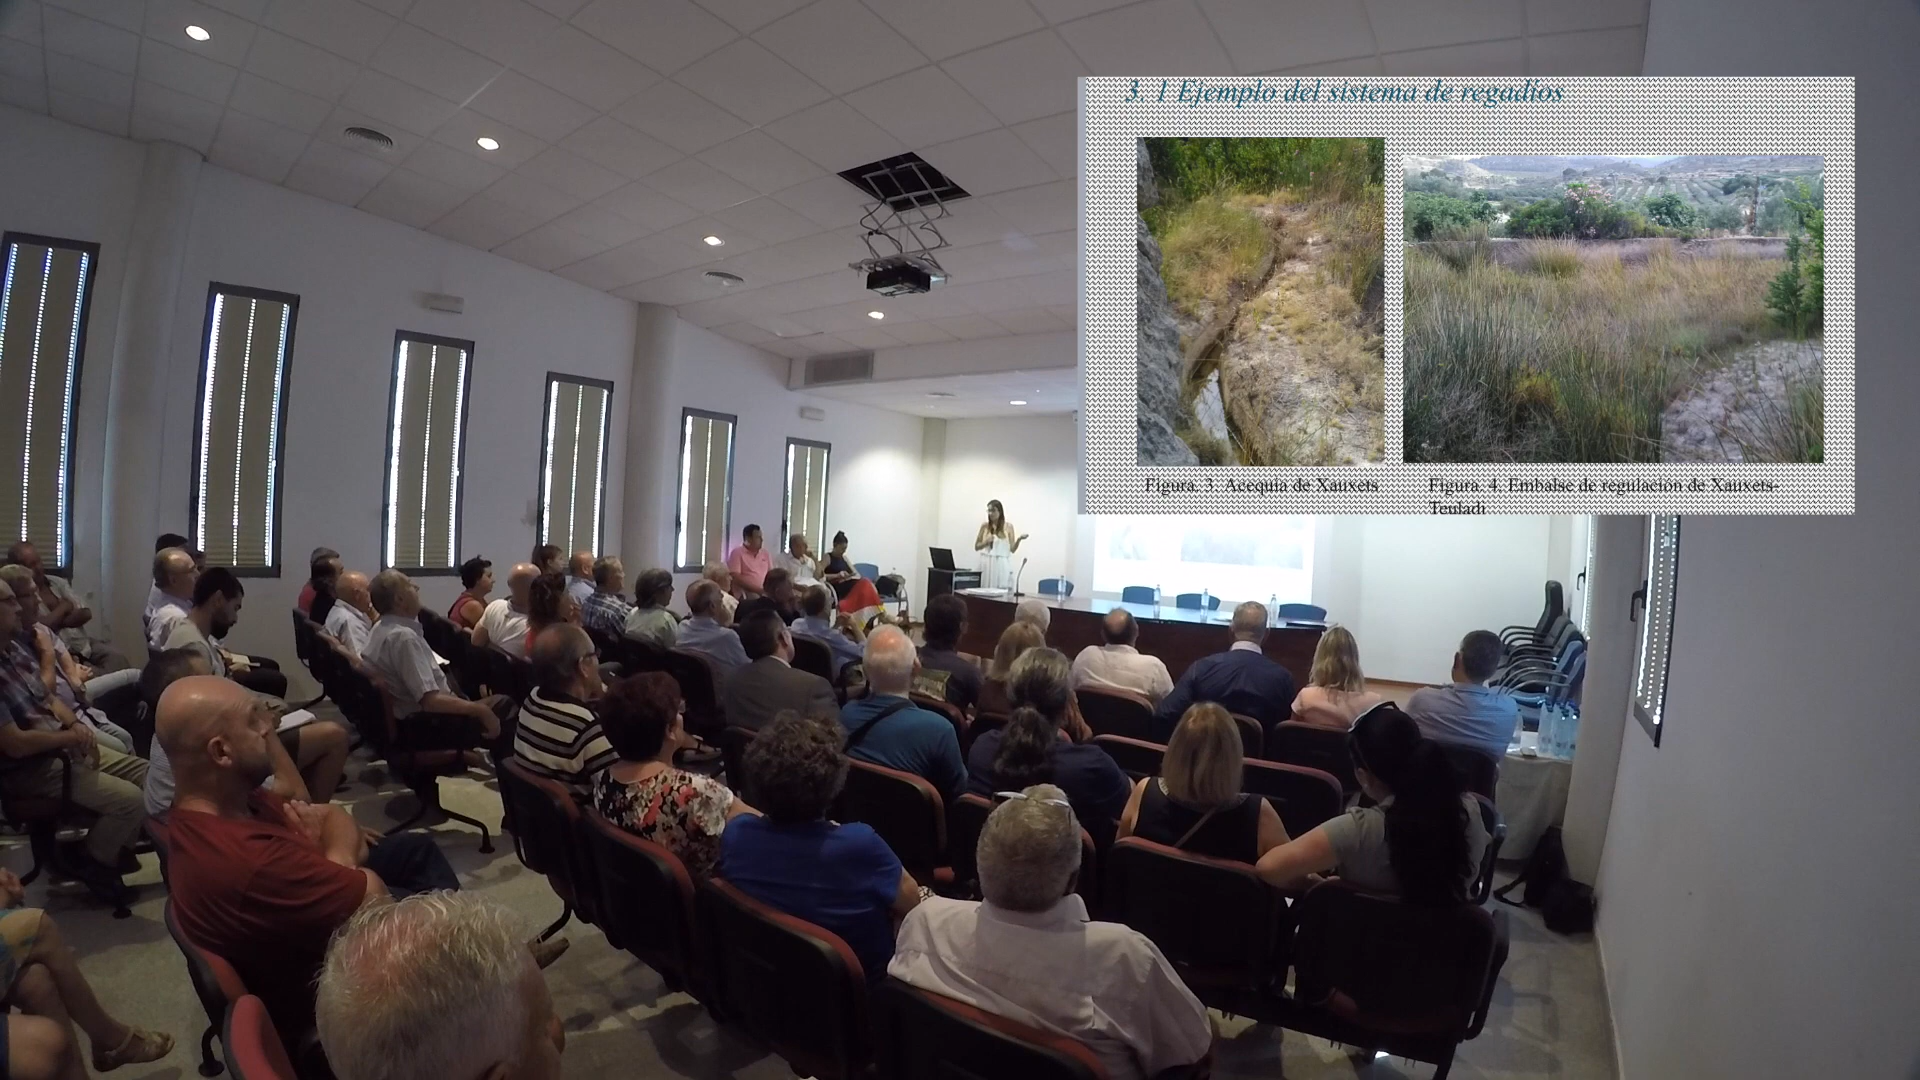 3. 1 Ejemplo del sistema de regadíos
Figura. 3. Acequia de Xauxets
Figura. 4. Embalse de regulación de Xauxets-
Teuladi